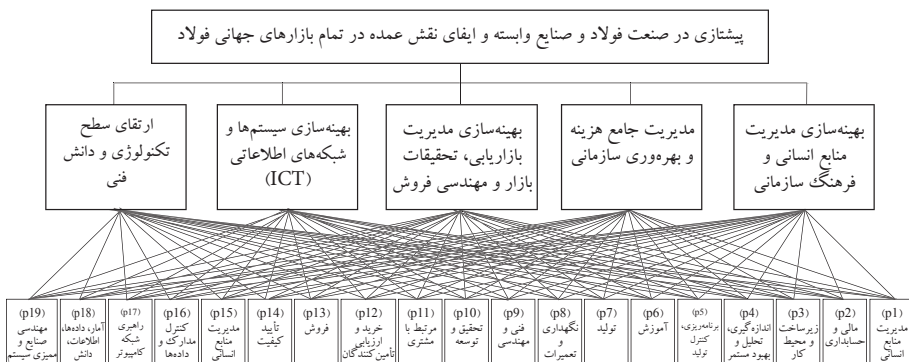 پیشتازی در صنعت فولاد و صنایع وابسته و ایفای نقش عمده در تمام بازارهای جهانی فولاد
بهینه‌سازی مدیریت
منابع انسانی و
فرهنگ سازمانی
مدیریت جامع هزینه
و بهره‌وری سازمانی
بهینه‌سازی مدیریت
بازاریابی، تحقیقات
بازار و مهندسی فروش
بهینه‌سازی سیستم‌ها و
شبکه‌های اطلاعاتی
(ICT)
ارتقای سطح
تکنولوژی و دانش
فنی
(p1)
مدیریت
منابع
انسانی
(p2)
مالی و
حسابداری
(p3)
زیرساخت
و محیط
کار
(p4)
اندازه‌گیری،
تحلیل و
بهبود مستمر
(p5)
برنامه‌ریزی،
کنترل
تولید
(p6)
آموزش
(p7)
تولید
(p8)
نگهداری
و
تعمیرات
(p9)
فنی و
مهندسی
(p10)
تحقیق و
توسعه
(p11)
مرتبط با
مشتری
(p12)
خرید و
ارزیابی
تأمین‌کنندگان
(p13)
فروش
(p14)
تأیید
کیفیت
(p15)
مدیریت
منابع
انسانی
(p16)
کنترل
مدارک و
داده‌ها
(p17)
راهبری
شبکه
کامپیوتر
(p18)
آمار، داده‌ها،
اطلاعات،
دانش
(p19)
مهندسی
صنایع و
ممیزی سیستم